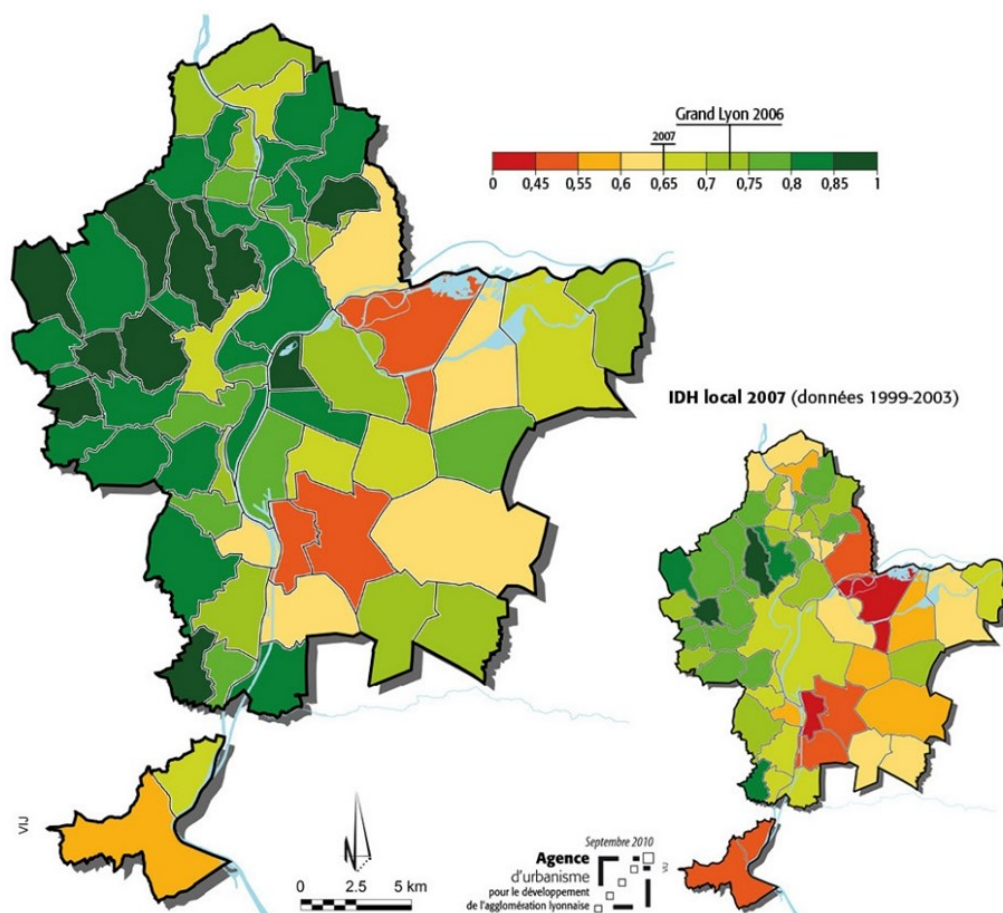 Grand Lyon 2006
2007
0 0,45 0,55 0,6 0,65 0,7 0,75 0,8 0,85 1
IDH local 2007 (données 1999-2003)
VIJ
N
0 2.5 5 km
Septembre 2010
Agence
d'urbanisme
pour le développement
de l'agglomération lyonnaise
VIJ